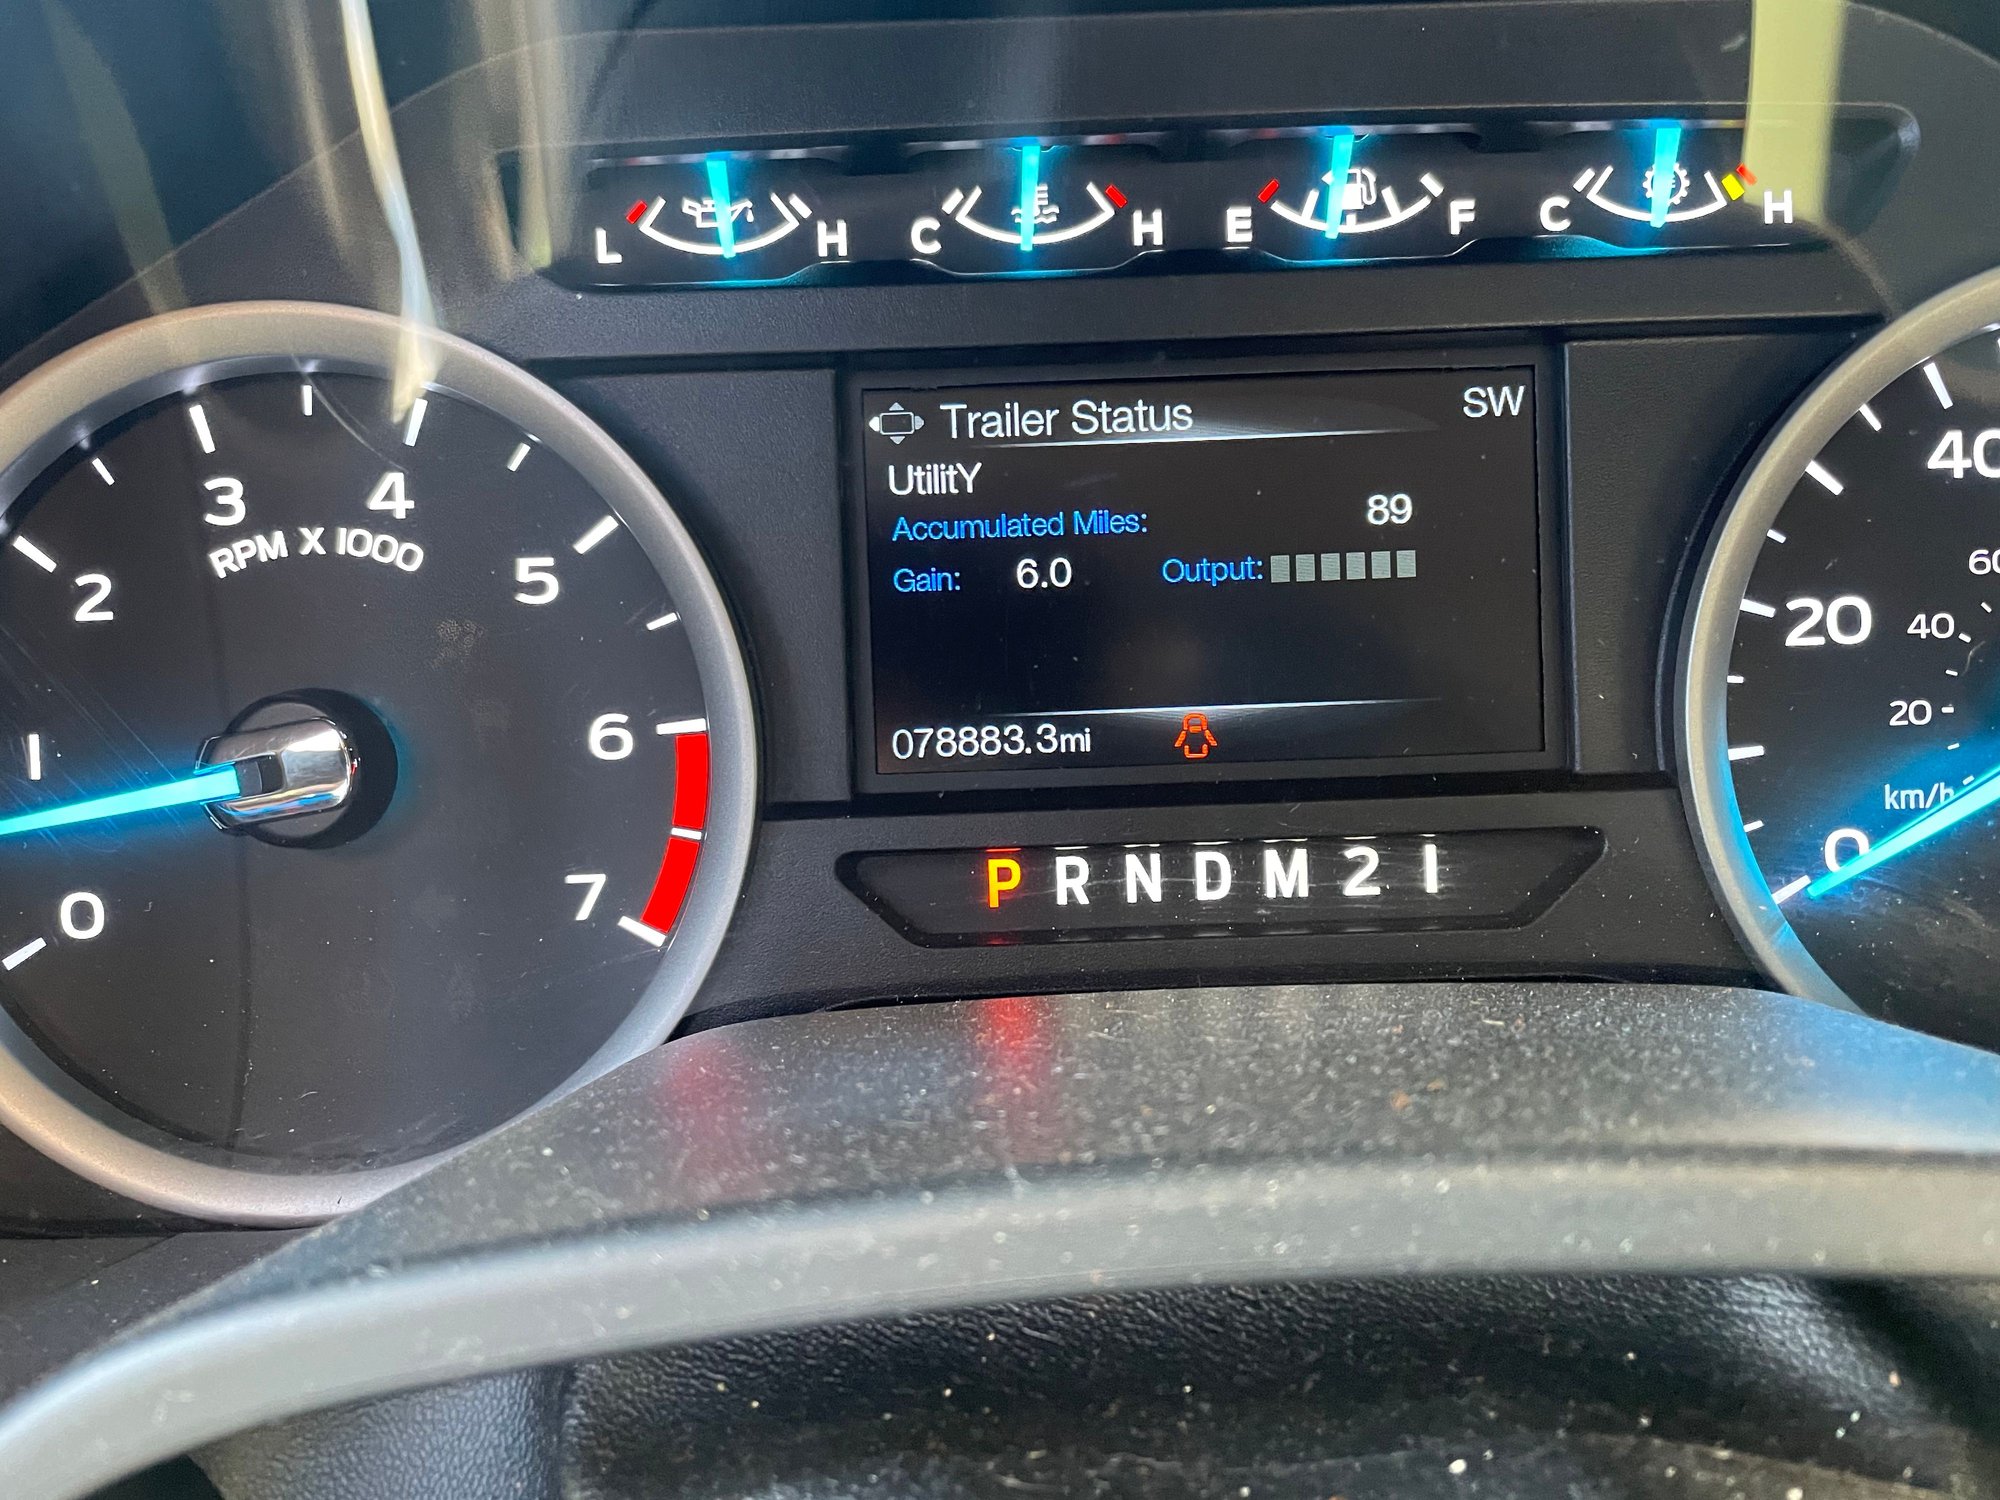 L H C H E F C H
Trailer Status SW
UtilitY
Accumulated Miles: 89
Gain: 6.0 Output:
078883.3mi
P R N D M 2 1
0 1 2 3 4 5 6 7
RPM X 1000
0 20 40
km/h
20 40